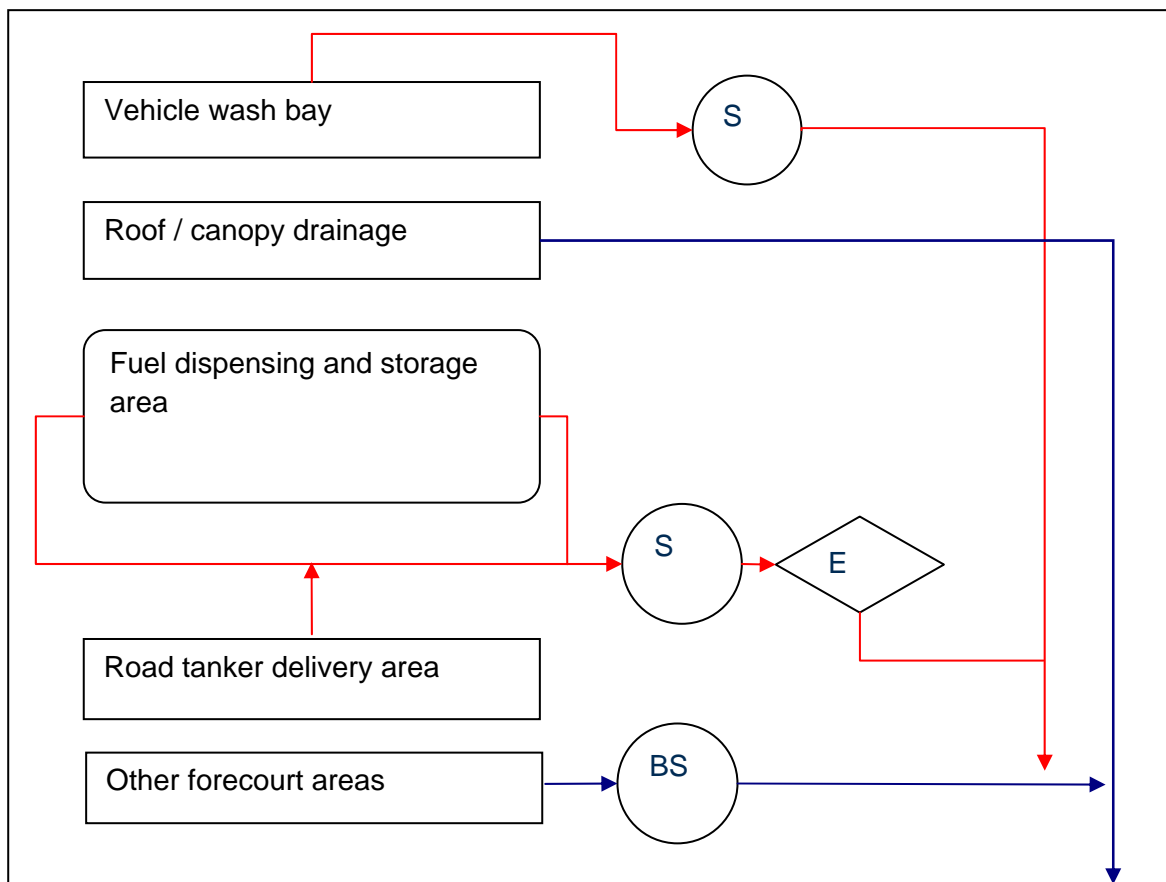 Vehicle wash bay
S
Roof / canopy drainage
Fuel dispensing and storage
area
S
E
Road tanker delivery area
Other forecourt areas
BS